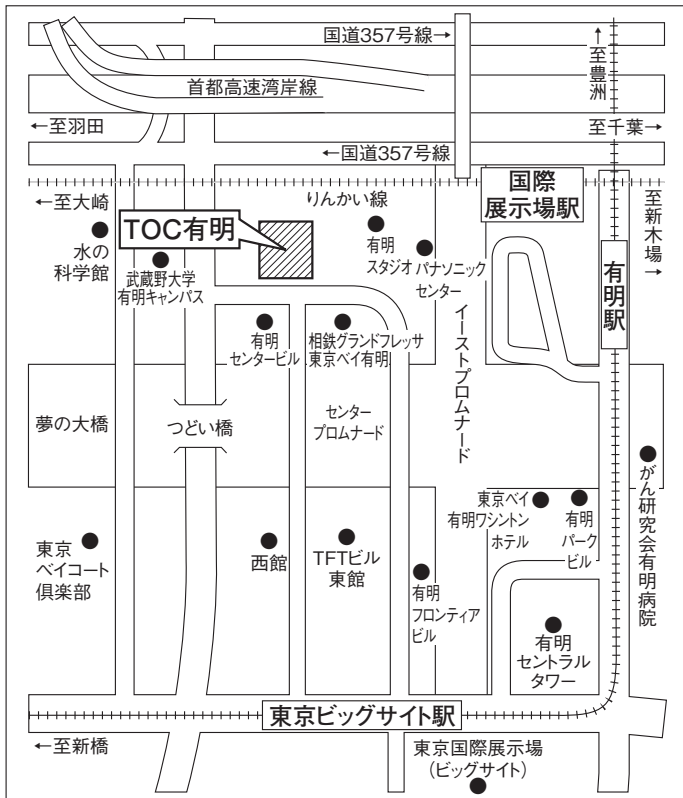 国道357号線→
←至豊洲
首都高速湾岸線
←至羽田
至千葉→
←国道357号線
←至大崎
りんかい線
国際
展示場駅
至新木場→
TOC有明
水の
科学館
武蔵野大学
有明キャンパス
有明
スタジオ
パナソニック
センター
有明駅
有明
センタービル
相鉄グランドフレッサ
東京ベイ有明
イーストプロムナード
夢の大橋
つどい橋
センター
プロムナード
東京ベイ
有明ワシントン
ホテル
有明
パーク
ビル
がん研究会有明病院
東京
ベイコート
倶楽部
西館
TFTビル
東館
有明
フロンティア
ビル
有明
セントラル
タワー
東京ビッグサイト駅
←至新橋
東京国際展示場
(ビッグサイト)